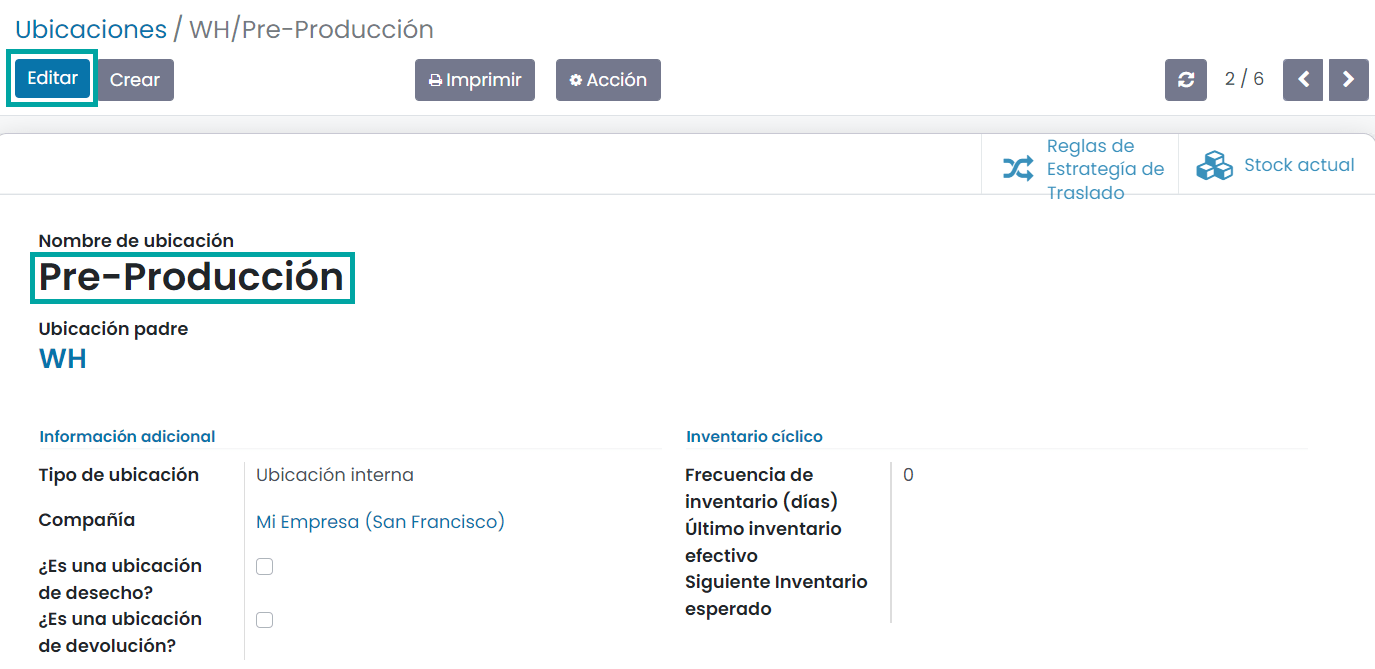 Ubicaciones / WH/Pre-Producción
Editar Crear Imprimir Acción 2 / 6
Reglas de
Estrategía de
Traslado
Stock actual
Nombre de ubicación
Pre-Producción
Ubicación padre
WH
Información adicional
Tipo de ubicación Ubicación interna
Compañía Mi Empresa (San Francisco)
¿Es una ubicación
de desecho?
¿Es una ubicación
de devolución?
Inventario cíclico
Frecuencia de 0
inventario (días)
Último inventario
efectivo
Siguiente Inventario
esperado